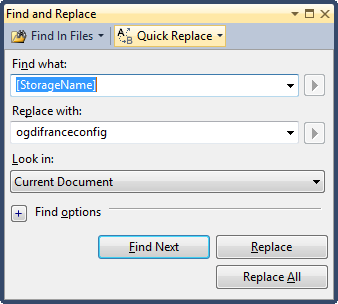 Find and Replace
Find In Files Quick Replace
Find what:
[StorageName]
Replace with:
ogdifranceconfig
Look in:
Current Document
Find options
Find Next Replace
Replace All